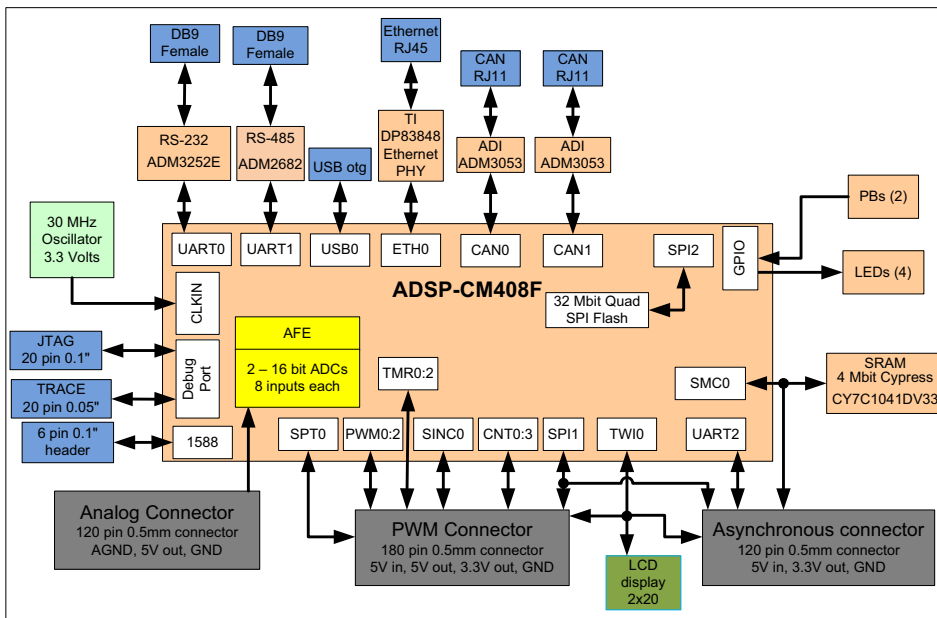 DB9
Female
DB9
Female
Ethernet
RJ45
CAN
RJ11
CAN
RJ11
RS-232
ADM3252E
RS-485
ADM2682
USB otg
TI
DP83848
Ethernet
PHY
ADI
ADM3053
ADI
ADM3053
30 MHz
Oscillator
3.3 Volts
PBs (2)
LEDs (4)
UART0
UART1
USB0
ETH0
CAN0
CAN1
SPI2
GPIO
ADSP-CM408F
CLKIN
32 Mbit Quad
SPI Flash
JTAG
20 pin 0.1"
TRACE
20 pin 0.05"
6 pin 0.1"
header
Debug
Port
1588
AFE
2 – 16 bit ADCs
8 inputs each
TMR0:2
SMC0
SRAM
4 Mbit Cypress
CY7C1041DV33
SPT0
PWM0:2
SINC0
CNT0:3
SPI1
TWI0
UART2
Analog Connector
120 pin 0.5mm connector
AGND, 5V out, GND
PWM Connector
180 pin 0.5mm connector
5V in, 5V out, 3.3V out, GND
Asynchronous connector
120 pin 0.5mm connector
5V in, 3.3V out, GND
LCD
display
2x20